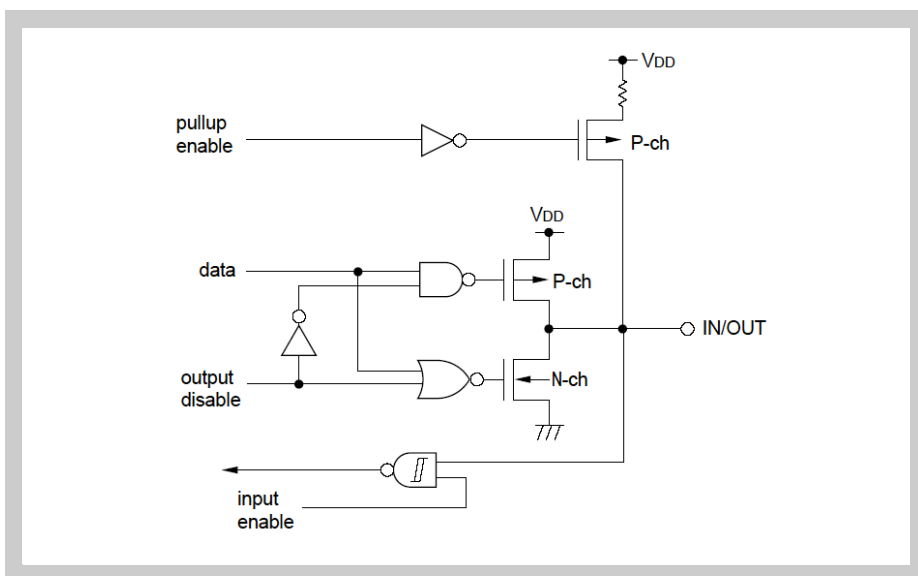 VDD
pullup
enable
P-ch
VDD
data
P-ch
IN/OUT
output
disable
N-ch
input
enable